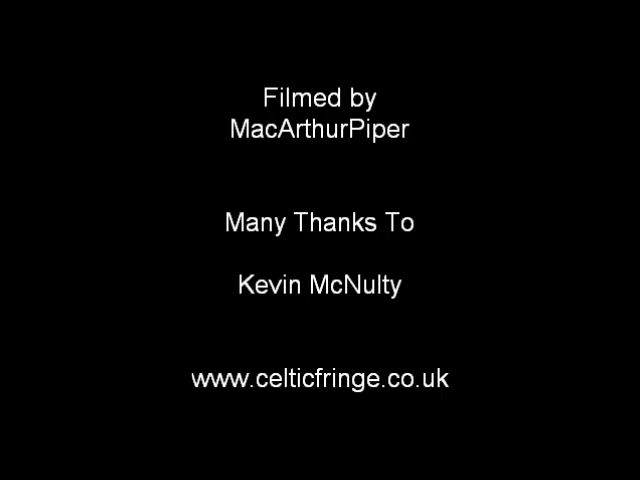 Filmed by
MacArthurPiper
Many Thanks To
Kevin McNulty
www.celticfringe.co.uk